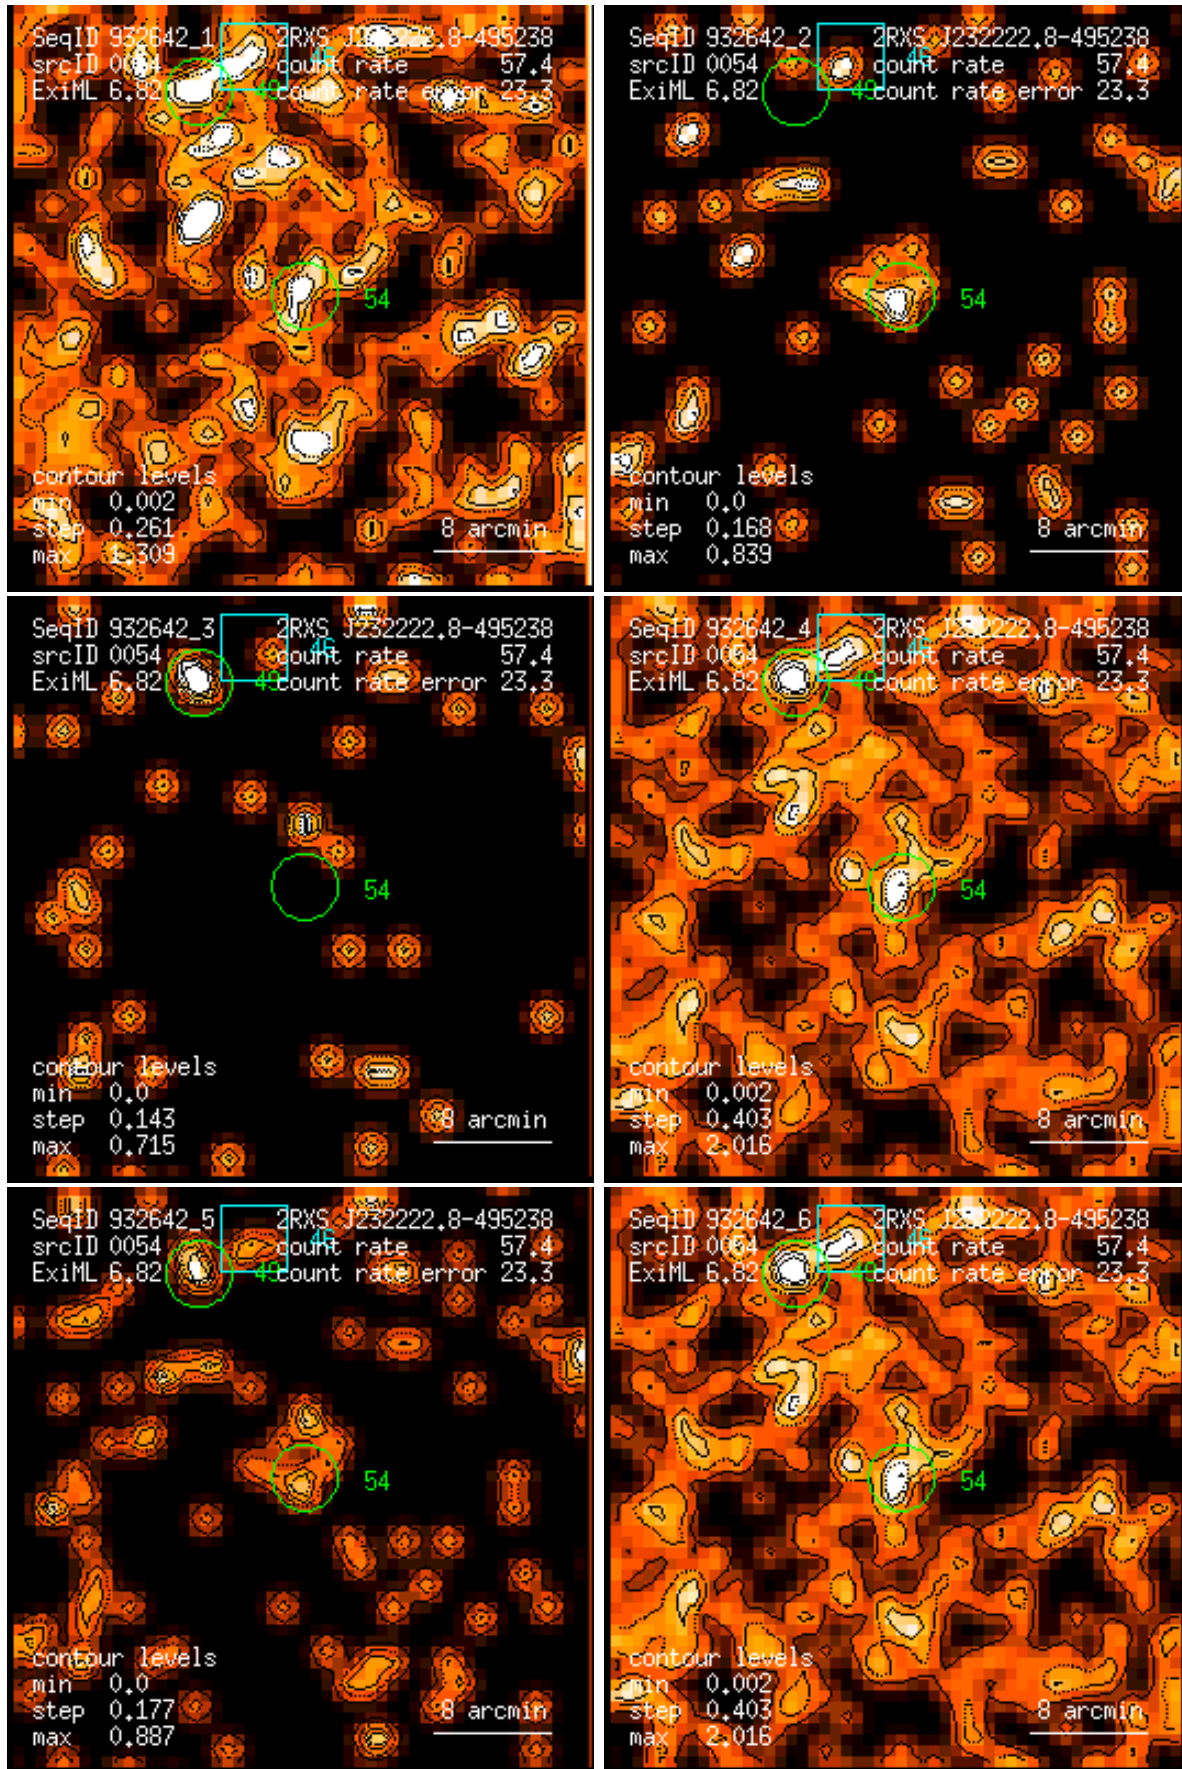 SeqID 932642_1 2RXS J232222.8-495238
srcID 0054 46 count rate 57.4
ExiML 6.82 49 count rate error 23.3
54
contour levels
min 0.002
step 0.261 8 arcmin
max 1.309
SeqID 932642_2 2RXS J232222.8-495238
srcID 0054 46 count rate 57.4
ExiML 6.82 49 count rate error 23.3
54
contour levels
min 0.0
step 0.168 8 arcmin
max 0.839
SeqID 932642_3 2RXS J232222.8-495238
srcID 0054 46 count rate 57.4
ExiML 6.82 49 count rate error 23.3
54
contour levels
min 0.0
step 0.143 8 arcmin
max 0.715
SeqID 932642_4 2RXS J232222.8-495238
srcID 0054 46 count rate 57.4
ExiML 6.82 49 count rate error 23.3
54
contour levels
min 0.002
step 0.403 8 arcmin
max 2.016
SeqID 932642_5 2RXS J232222.8-495238
srcID 0054 46 count rate 57.4
ExiML 6.82 49 count rate error 23.3
54
contour levels
min 0.0
step 0.177 8 arcmin
max 0.887
SeqID 932642_6 2RXS J232222.8-495238
srcID 0054 46 count rate 57.4
ExiML 6.82 49 count rate error 23.3
54
contour levels
min 0.002
step 0.403 8 arcmin
max 2.016